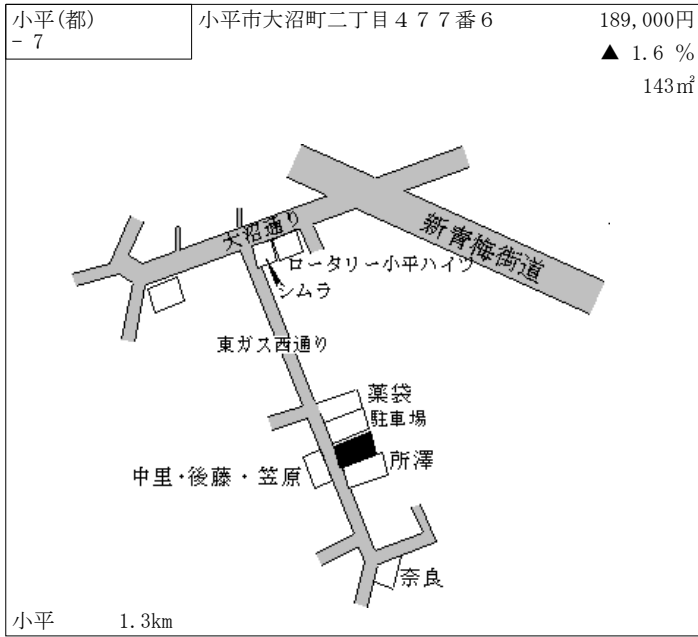 小平(都)
- 7
小平市大沼町二丁目４７７番６
189,000円
▲ 1.6 %
143㎡
大沼通り
新青梅街道
ロータリー小平ハイツ
シムラ
東ガス西通り
薬袋
駐車場
所澤
中里・後藤・笠原
奈良
小平 1.3km